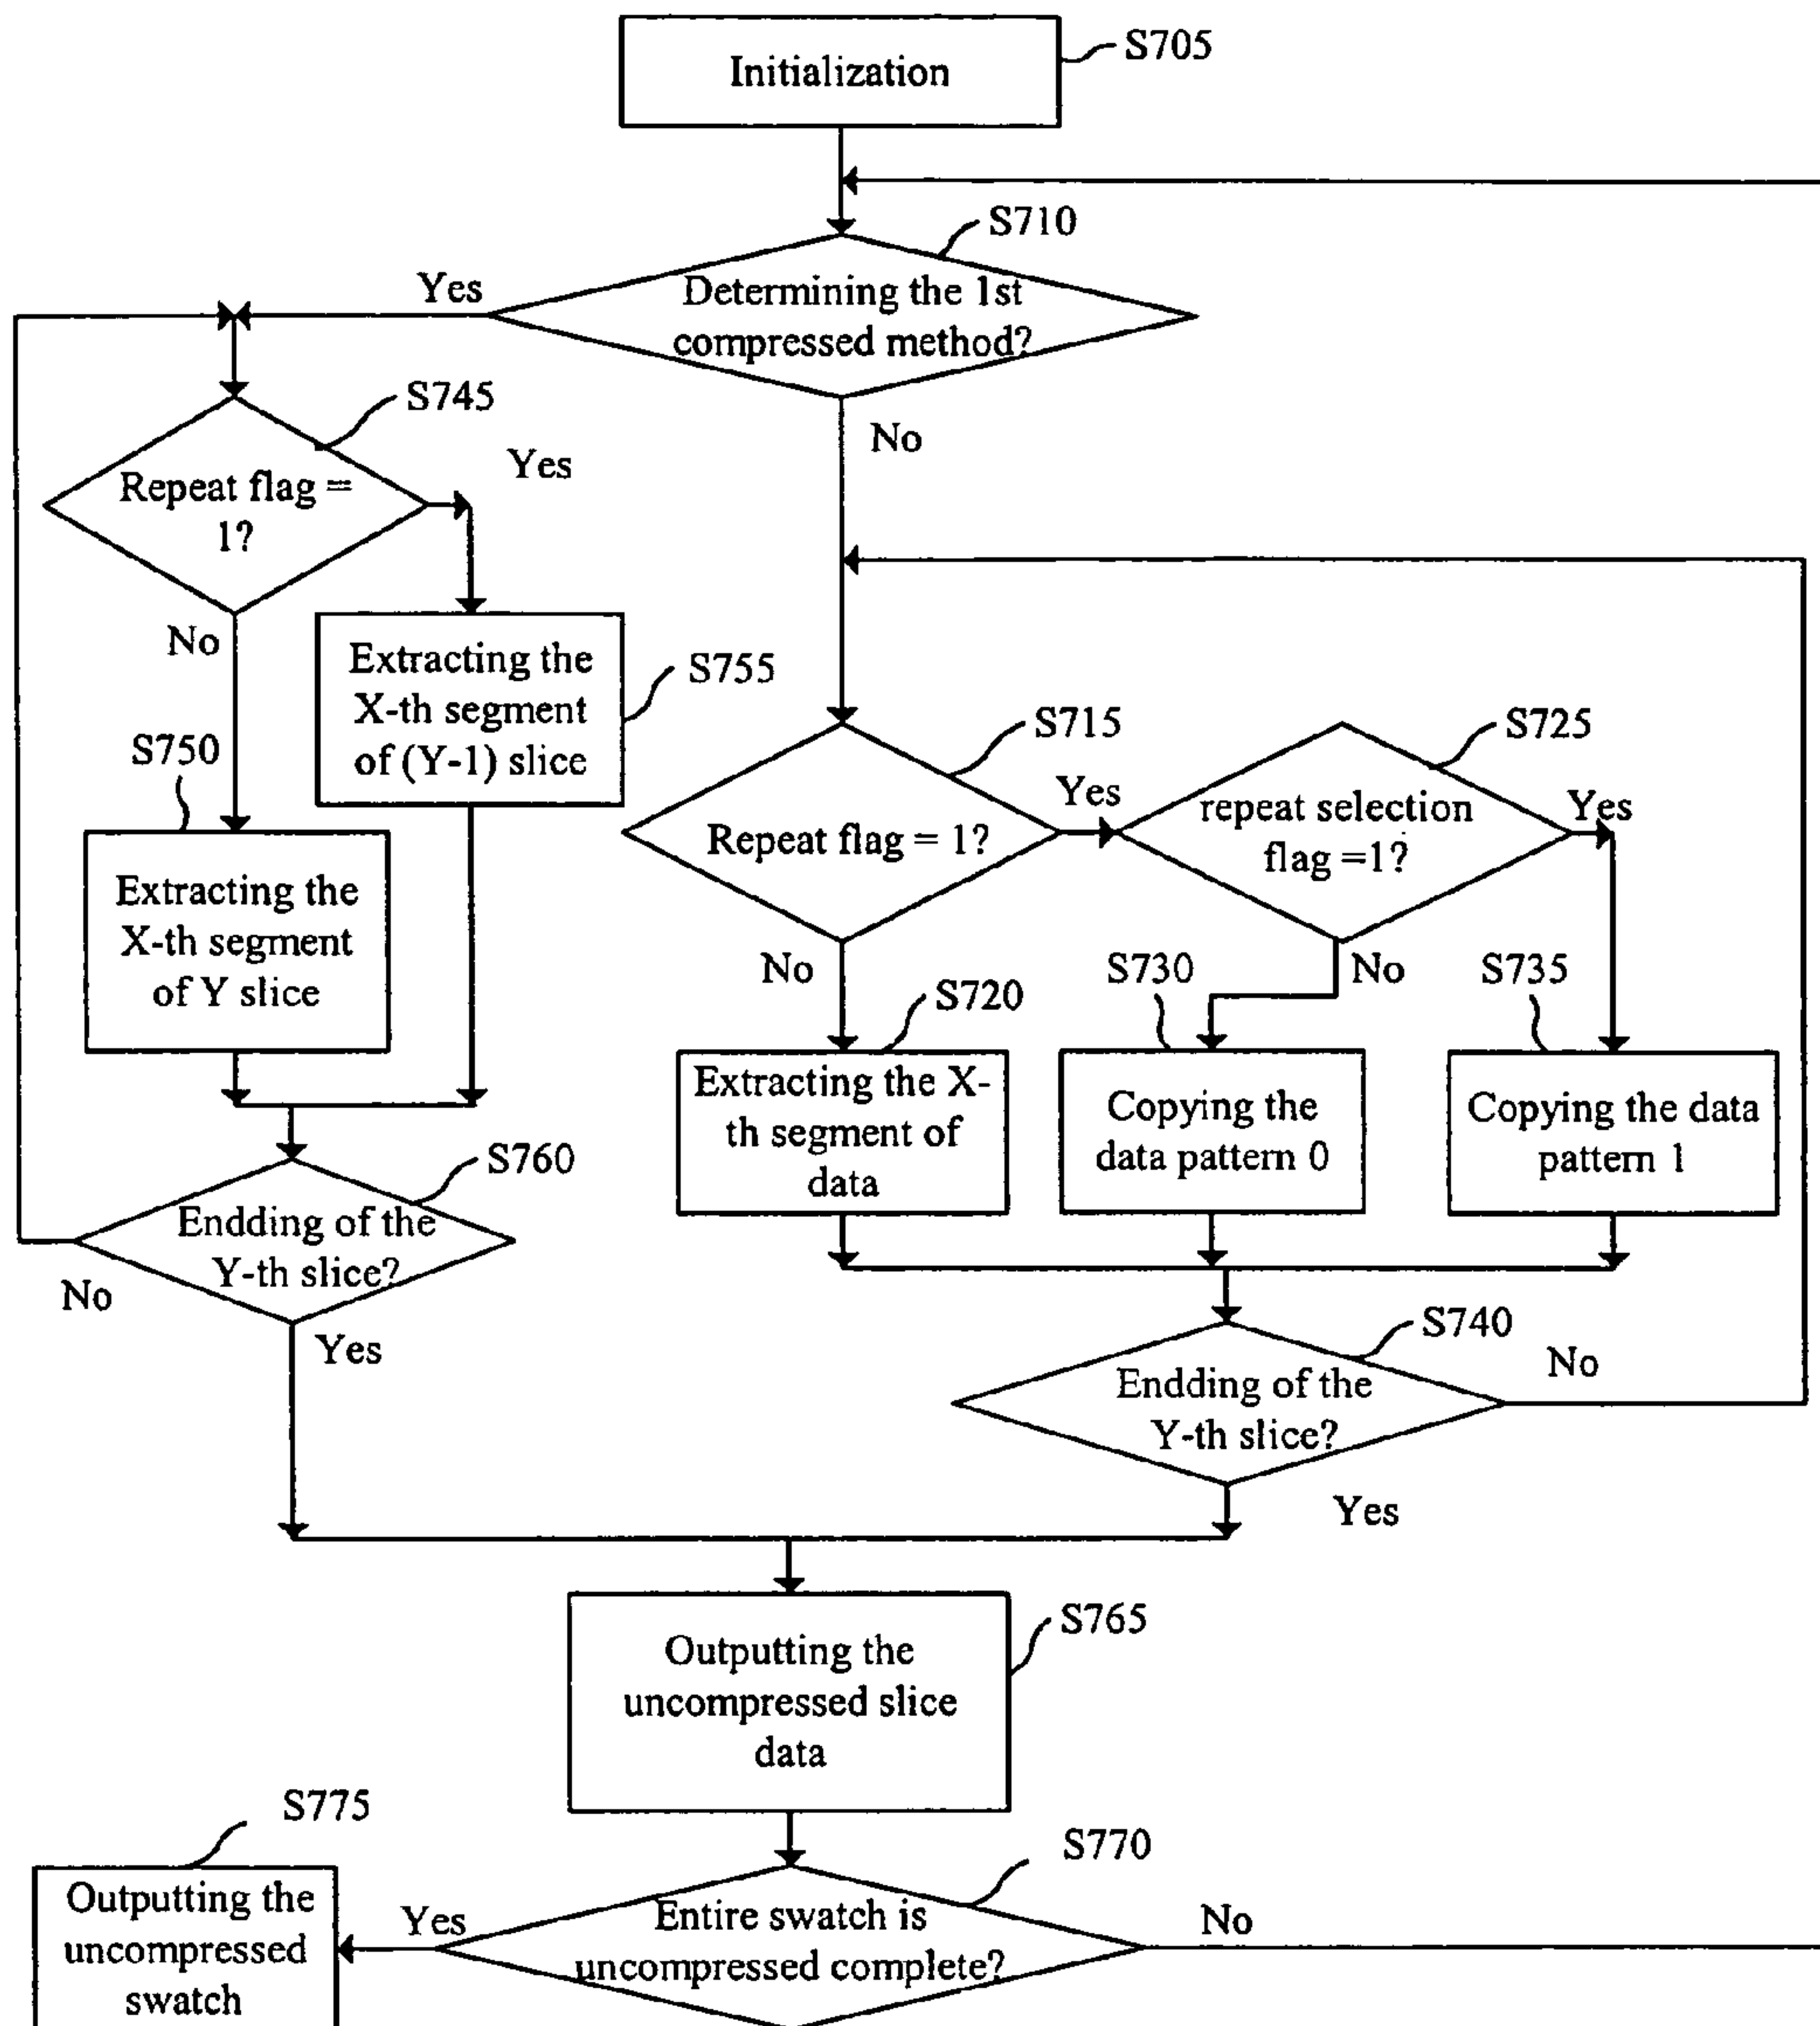 Initialization
S705
S710
Determining the 1st
compressed method?
Yes
No
S745
Repeat flag =
1?
Yes
No
S755
Extracting the
X-th segment
of (Y-1) slice
S750
Extracting the
X-th segment
of Y slice
S715
Repeat flag = 1?
Yes
No
S725
repeat selection
flag =1?
Yes
No
S720
Extracting the X-
th segment of
data
S730
Copying the
data pattern 0
S735
Copying the data
pattern 1
S760
Endding of the
Y-th slice?
No
Yes
S740
Endding of the
Y-th slice?
No
Yes
S765
Outputting the
uncompressed slice
data
S770
Entire swatch is
uncompressed complete?
Yes
No
S775
Outputting the
uncompressed
swatch